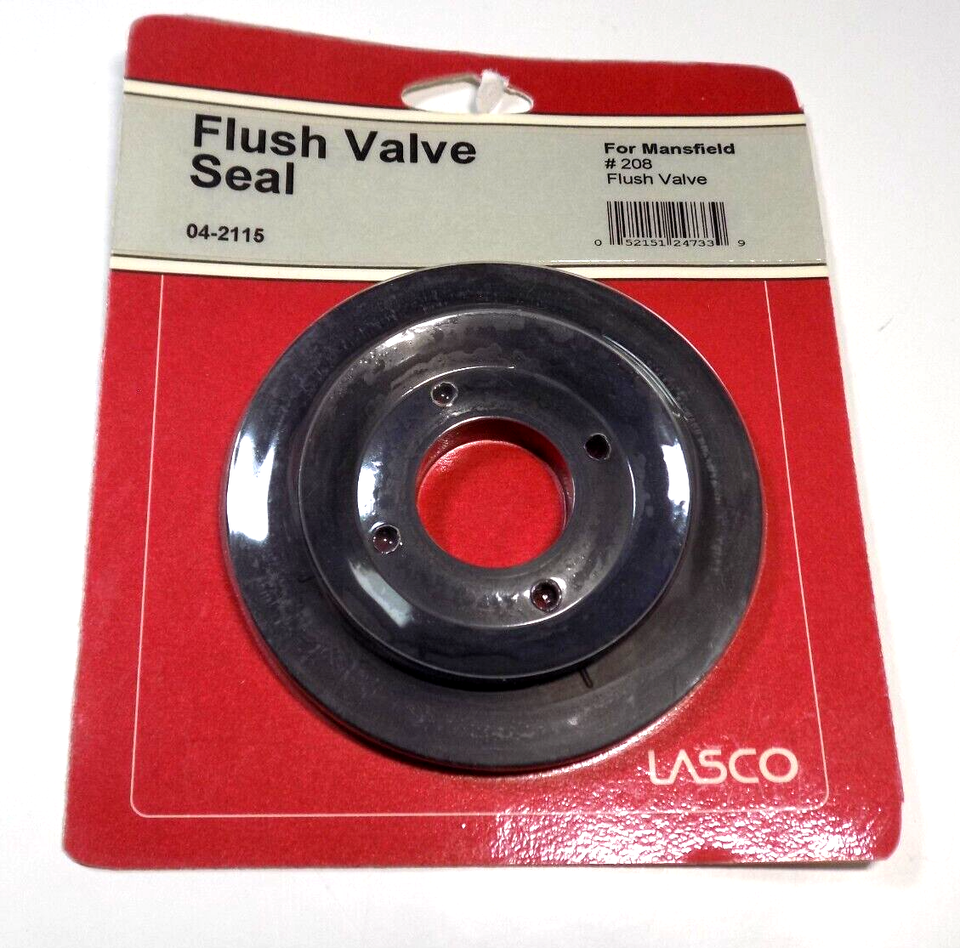 Flush Valve
Seal
04-2115
For Mansfield
# 208
Flush Valve
0 52151 24733 9
LASCO